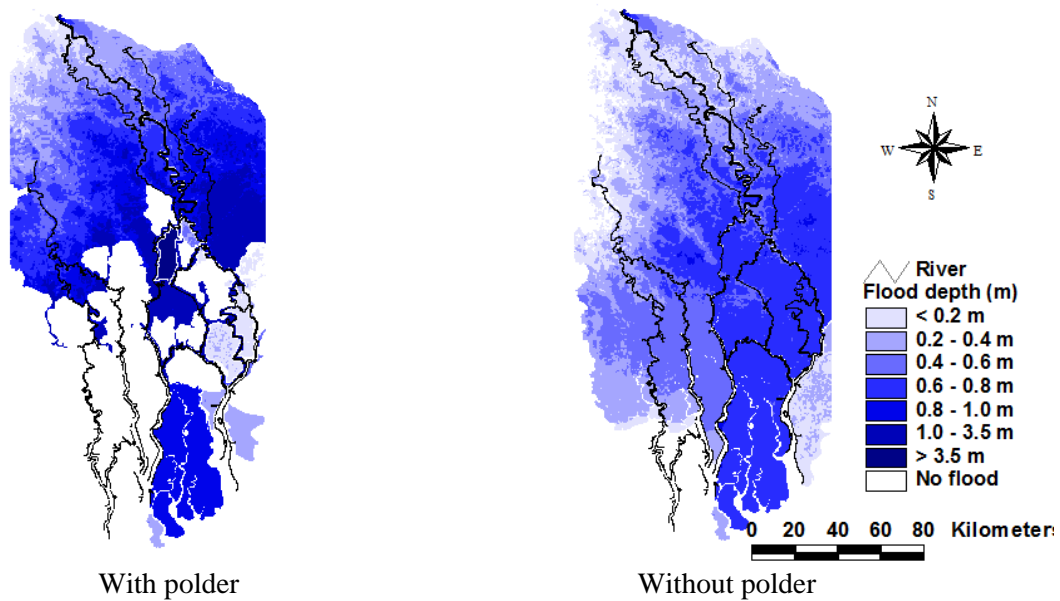 N
W E
S
River
Flood depth (m)
< 0.2 m
0.2 - 0.4 m
0.4 - 0.6 m
0.6 - 0.8 m
0.8 - 1.0 m
1.0 - 3.5 m
> 3.5 m
No flood
0 20 40 60 80 Kilometers
With polder Without polder